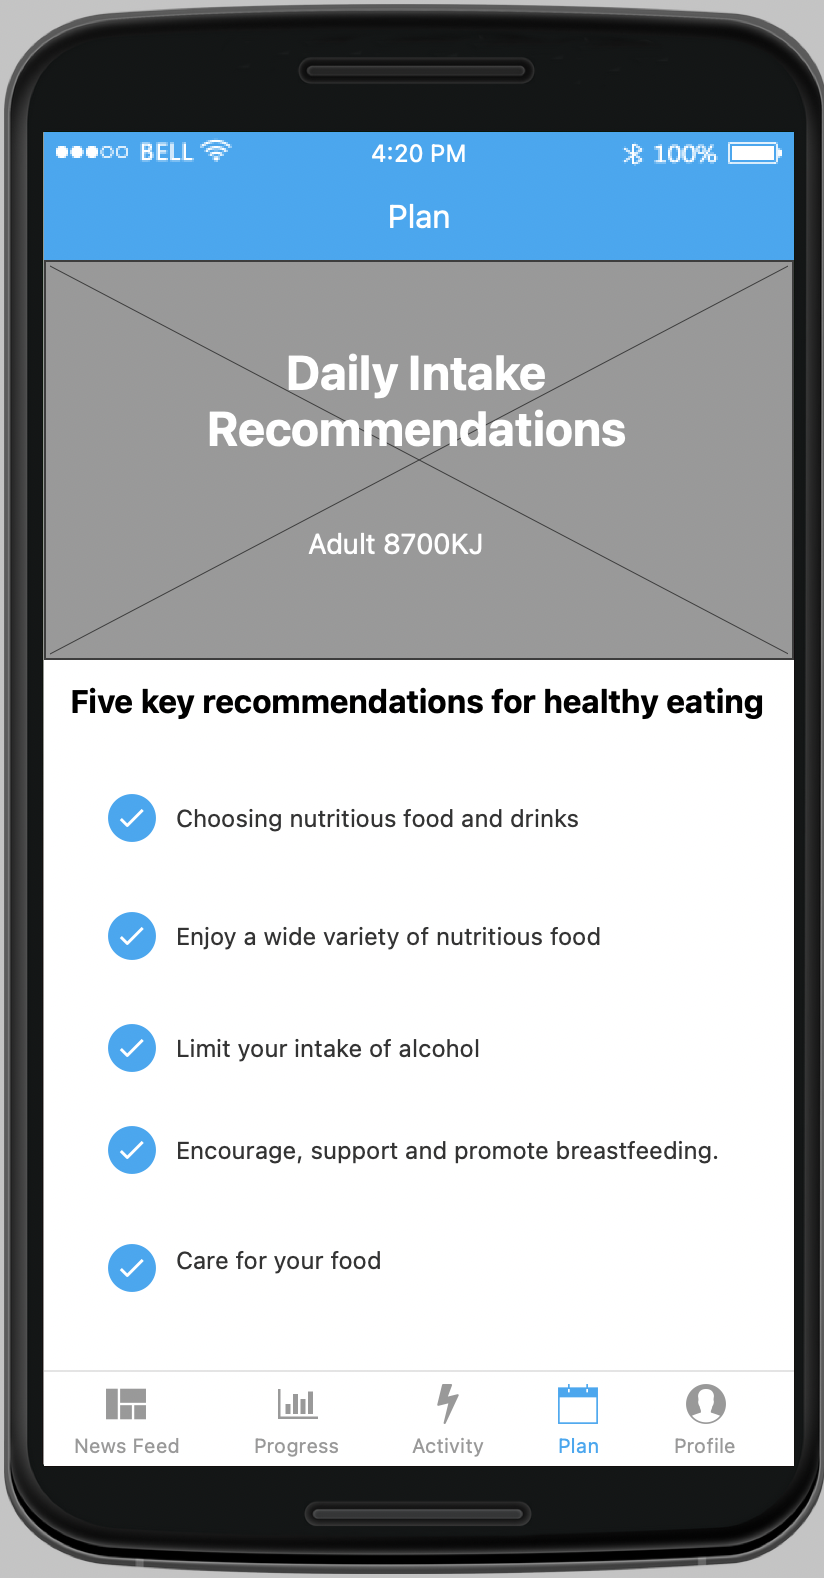 BELL 4:20 PM 100%
Plan
Daily Intake
Recommendations
Adult 8700KJ
Five key recommendations for healthy eating
Choosing nutritious food and drinks
Enjoy a wide variety of nutritious food
Limit your intake of alcohol
Encourage, support and promote breastfeeding.
Care for your food
News Feed Progress Activity Plan Profile